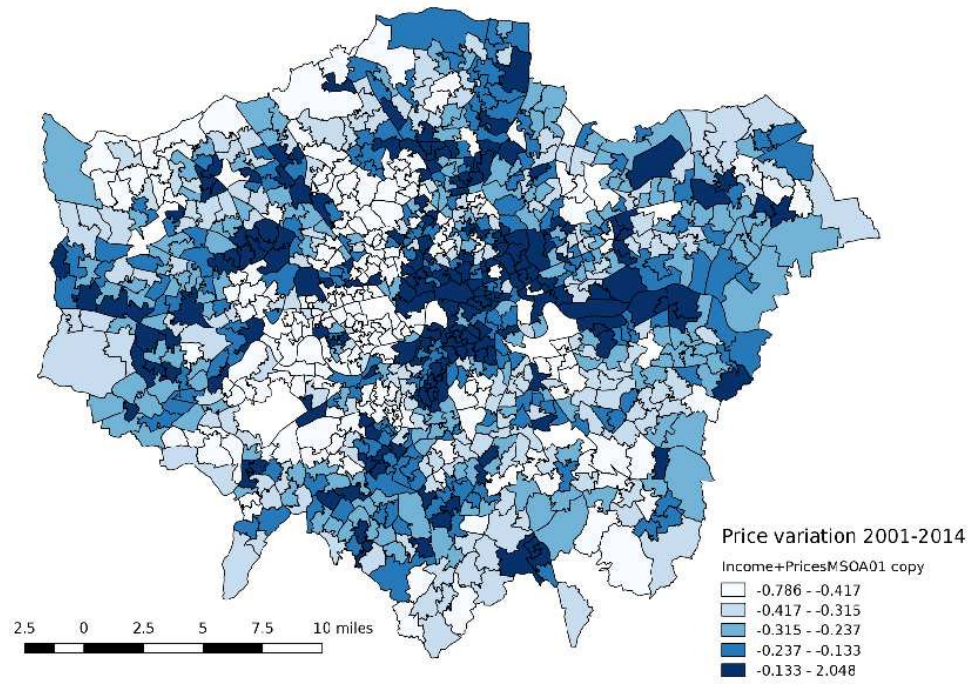 Price variation 2001-2014
Income+PricesMSOA01 copy
-0.786 - -0.417
-0.417 - -0.315
-0.315 - -0.237
-0.237 - -0.133
-0.133 - 2.048
2.5 0 2.5 5 7.5 10 miles